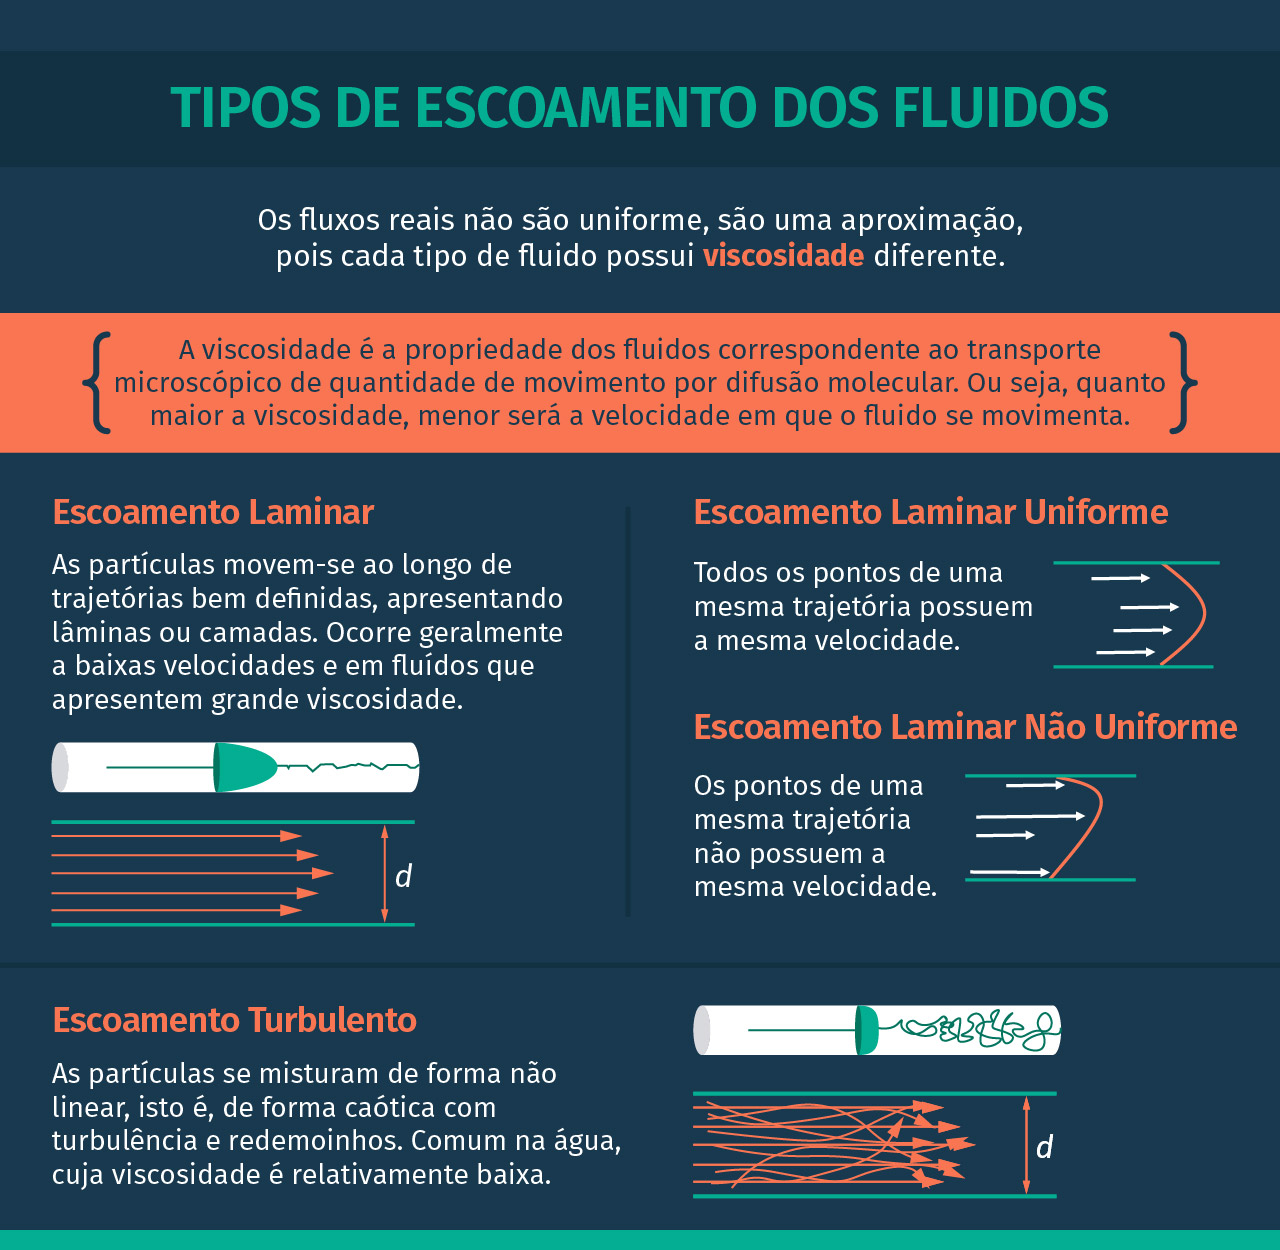 TIPOS DE ESCOAMENTO DOS FLUIDOS
Os fluxos reais não são uniforme, são uma aproximação,
pois cada tipo de fluido possui viscosidade diferente.
A viscosidade é a propriedade dos fluidos correspondente ao transporte
microscópico de quantidade de movimento por difusão molecular. Ou seja, quanto
maior a viscosidade, menor será a velocidade em que o fluido se movimenta.
Escoamento Laminar
As partículas movem-se ao longo de
trajetórias bem definidas, apresentando
lâminas ou camadas. Ocorre geralmente
a baixas velocidades e em fluídos que
apresentem grande viscosidade.
d
Escoamento Laminar Uniforme
Todos os pontos de uma
mesma trajetória possuem
a mesma velocidade.
Escoamento Laminar Não Uniforme
Os pontos de uma
mesma trajetória
não possuem a
mesma velocidade.
Escoamento Turbulento
As partículas se misturam de forma não
linear, isto é, de forma caótica com
turbulência e redemoinhos. Comum na água,
cuja viscosidade é relativamente baixa.
d